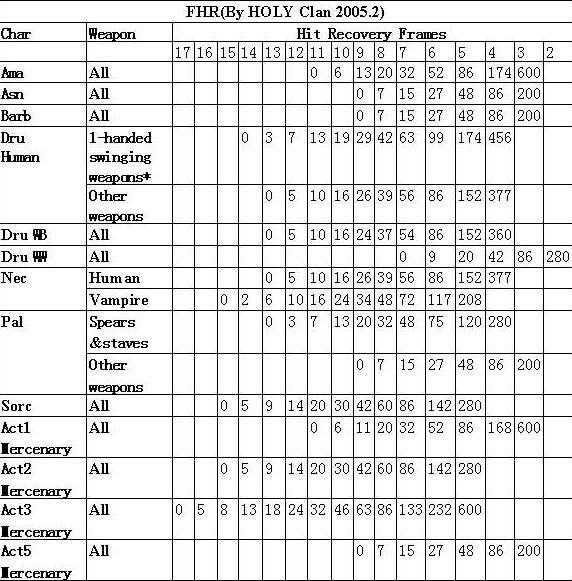 FHR(By HOLY Clan 2005.2)
Char Weapon Hit Recovery Frames
17 16 15 14 13 12 11 10 9 8 7 6 5 4 3 2
Ama All 0 6 13 20 32 52 86 174 600
Asn All 0 7 15 27 48 86 200
Barb All 0 7 15 27 48 86 200
Dru 1-handed 0 3 7 13 19 29 42 63 99 174 456
Human swinging
weapons*
Other 0 5 10 16 26 39 56 86 152 377
weapons
Dru WB All 0 5 10 16 24 37 54 86 152 360
Dru WW All 0 9 20 42 86 280
Nec Human 0 5 10 16 26 39 56 86 152 377
Vampire 0 2 6 10 16 24 34 48 72 117 208
Pal Spears 0 3 7 13 20 32 48 75 120 280
&staves
Other 0 7 15 27 48 86 200
weapons
Sorc All 0 5 9 14 20 30 42 60 86 142 280
Act1 All 0 6 11 20 32 52 86 168 600
Mercenary
Act2 All 0 5 9 14 20 30 42 60 86 142 280
Mercenary
Act3 All 0 5 8 13 18 24 32 46 63 86 133 232 600
Mercenary
Act5 All 0 7 15 27 48 86 200
Mercenary